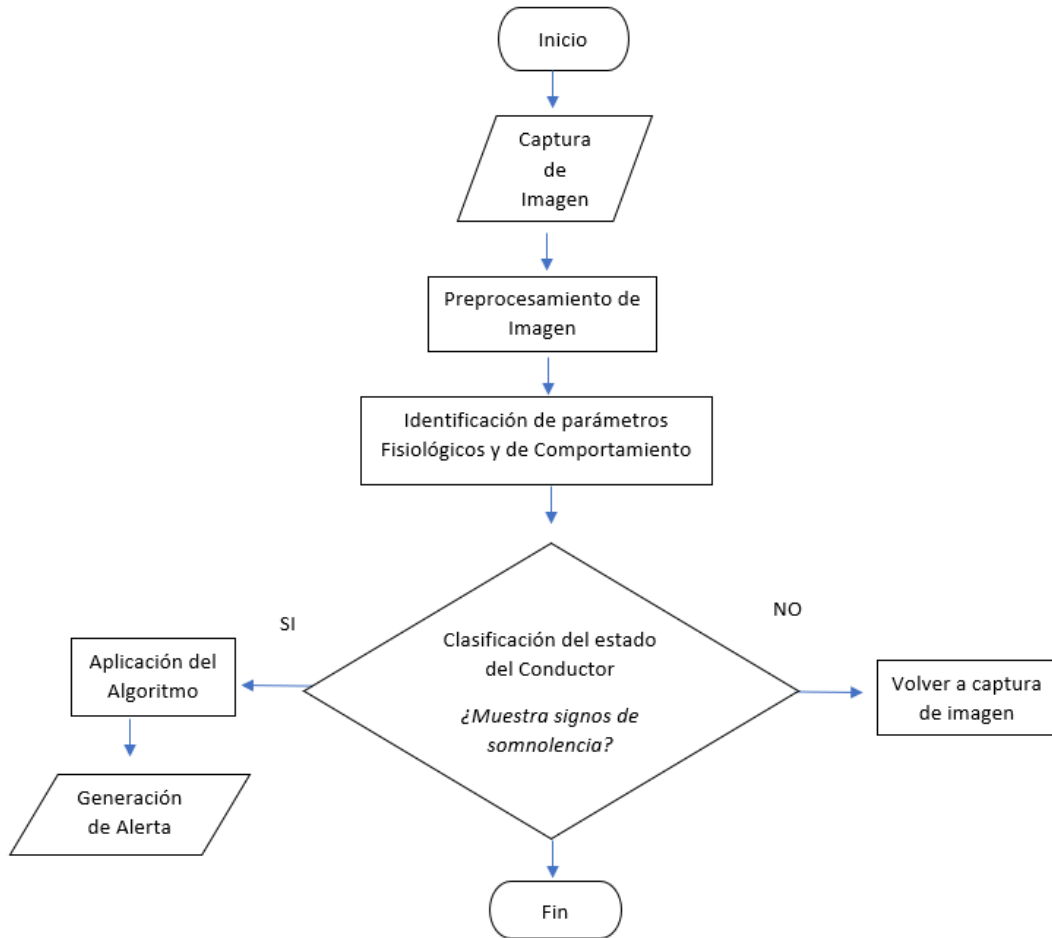 Inicio
Captura
de
Imagen
Preprocesamiento de
Imagen
Identificación de parámetros
Fisiológicos y de Comportamiento
SI
NO
Clasificación del estado
del Conductor
¿Muestra signos de
somnolencia?
Aplicación del
Algoritmo
Volver a captura
de imagen
Generación
de Alerta
Fin